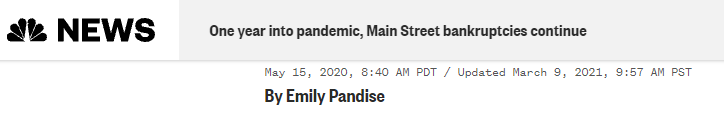 NEWS
One year into pandemic, Main Street bankruptcies continue
May 15, 2020, 8:40 AM PDT / Updated March 9, 2021, 9:57 AM PST
By Emily Pandise